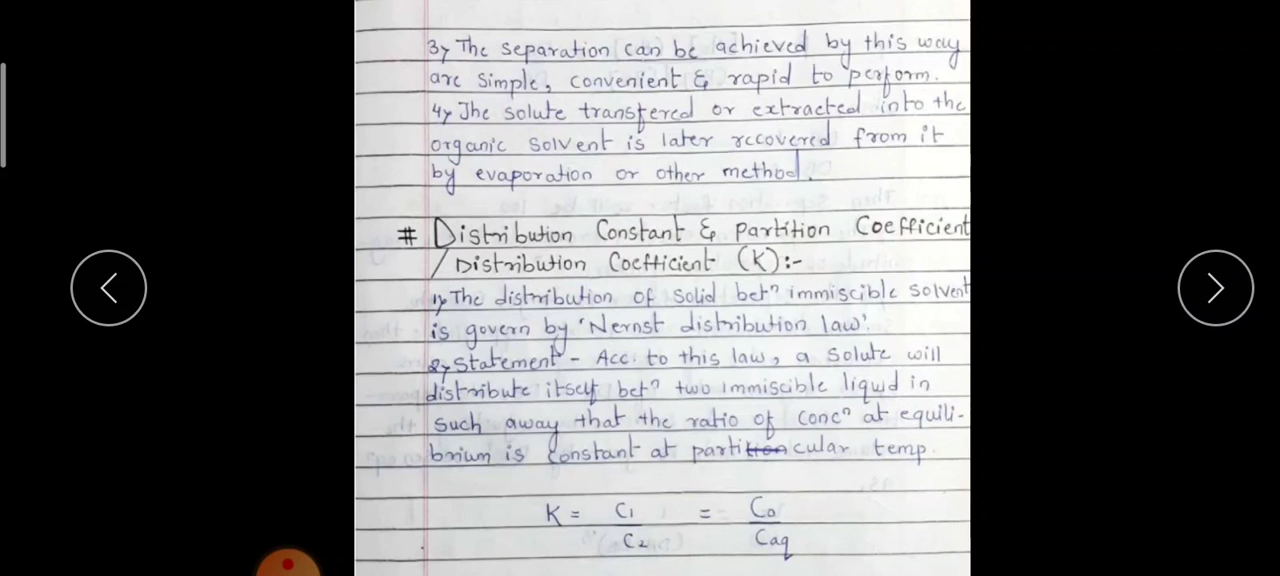 3> The separation can be achieved by this way
are simple, convenient & rapid to perform.
4> The solute transfered or extracted into the
organic solvent is later recovered from it
by evaporation or other method.
# Distribution Constant & partition Coefficient
/ Distribution Coefficient (K):-
1> The distribution of solid betⁿ immiscible solvent
is govern by 'Nernst distribution law'.
2> Statement - Acc. to this law, a solute will
distribute itself betⁿ two immiscible liquid in
such away that the ratio of concⁿ at equili-
brium is constant at particular temp.
K = C₁/C₂ = Co/Caq